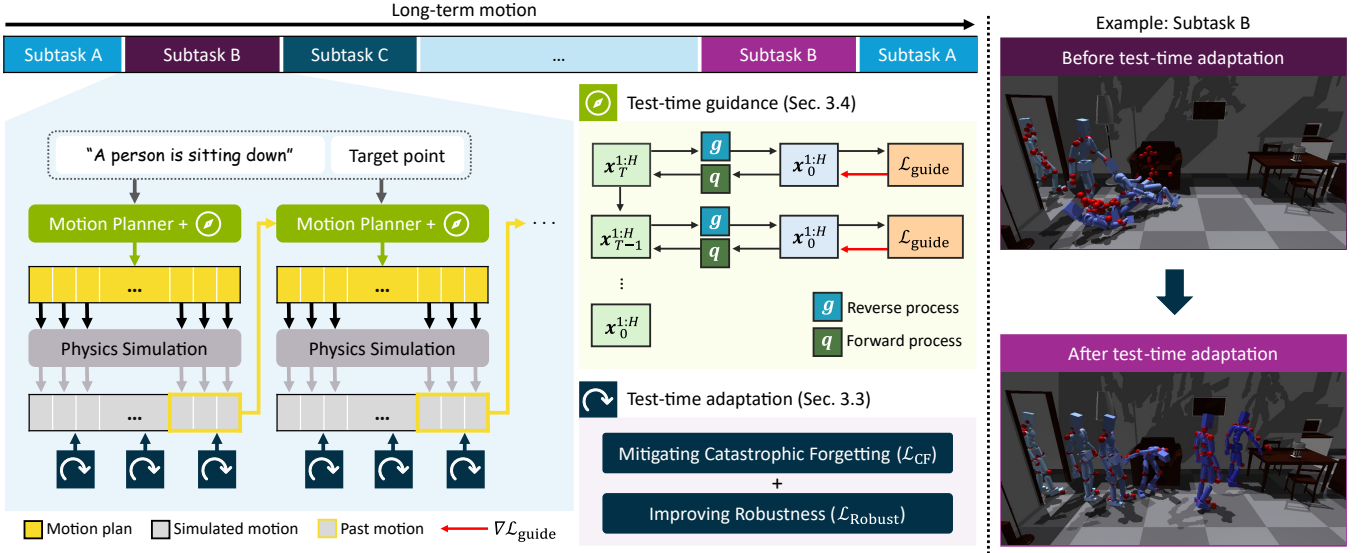 Long-term motion
Subtask A
Subtask B
Subtask C
...
Subtask B
Subtask A
“A person is sitting down”
Target point
Motion Planner +
Motion Planner +
...
...
...
Physics Simulation
Physics Simulation
...
...
Motion plan
Simulated motion
Past motion
∇ℒ_guide
Test-time guidance (Sec. 3.4)
x_T^{1:H}
g
q
x_0^{1:H}
ℒ_guide
x_{T−1}^{1:H}
g
q
x_0^{1:H}
ℒ_guide
⋮
x_0^{1:H}
g Reverse process
q Forward process
Test-time adaptation (Sec. 3.3)
Mitigating Catastrophic Forgetting (ℒ_CF)
+
Improving Robustness (ℒ_Robust)
Example: Subtask B
Before test-time adaptation
After test-time adaptation